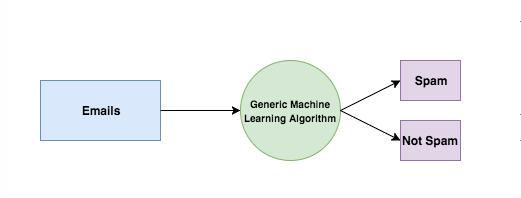 Emails
Generic Machine
Learning Algorithm
Spam
Not Spam